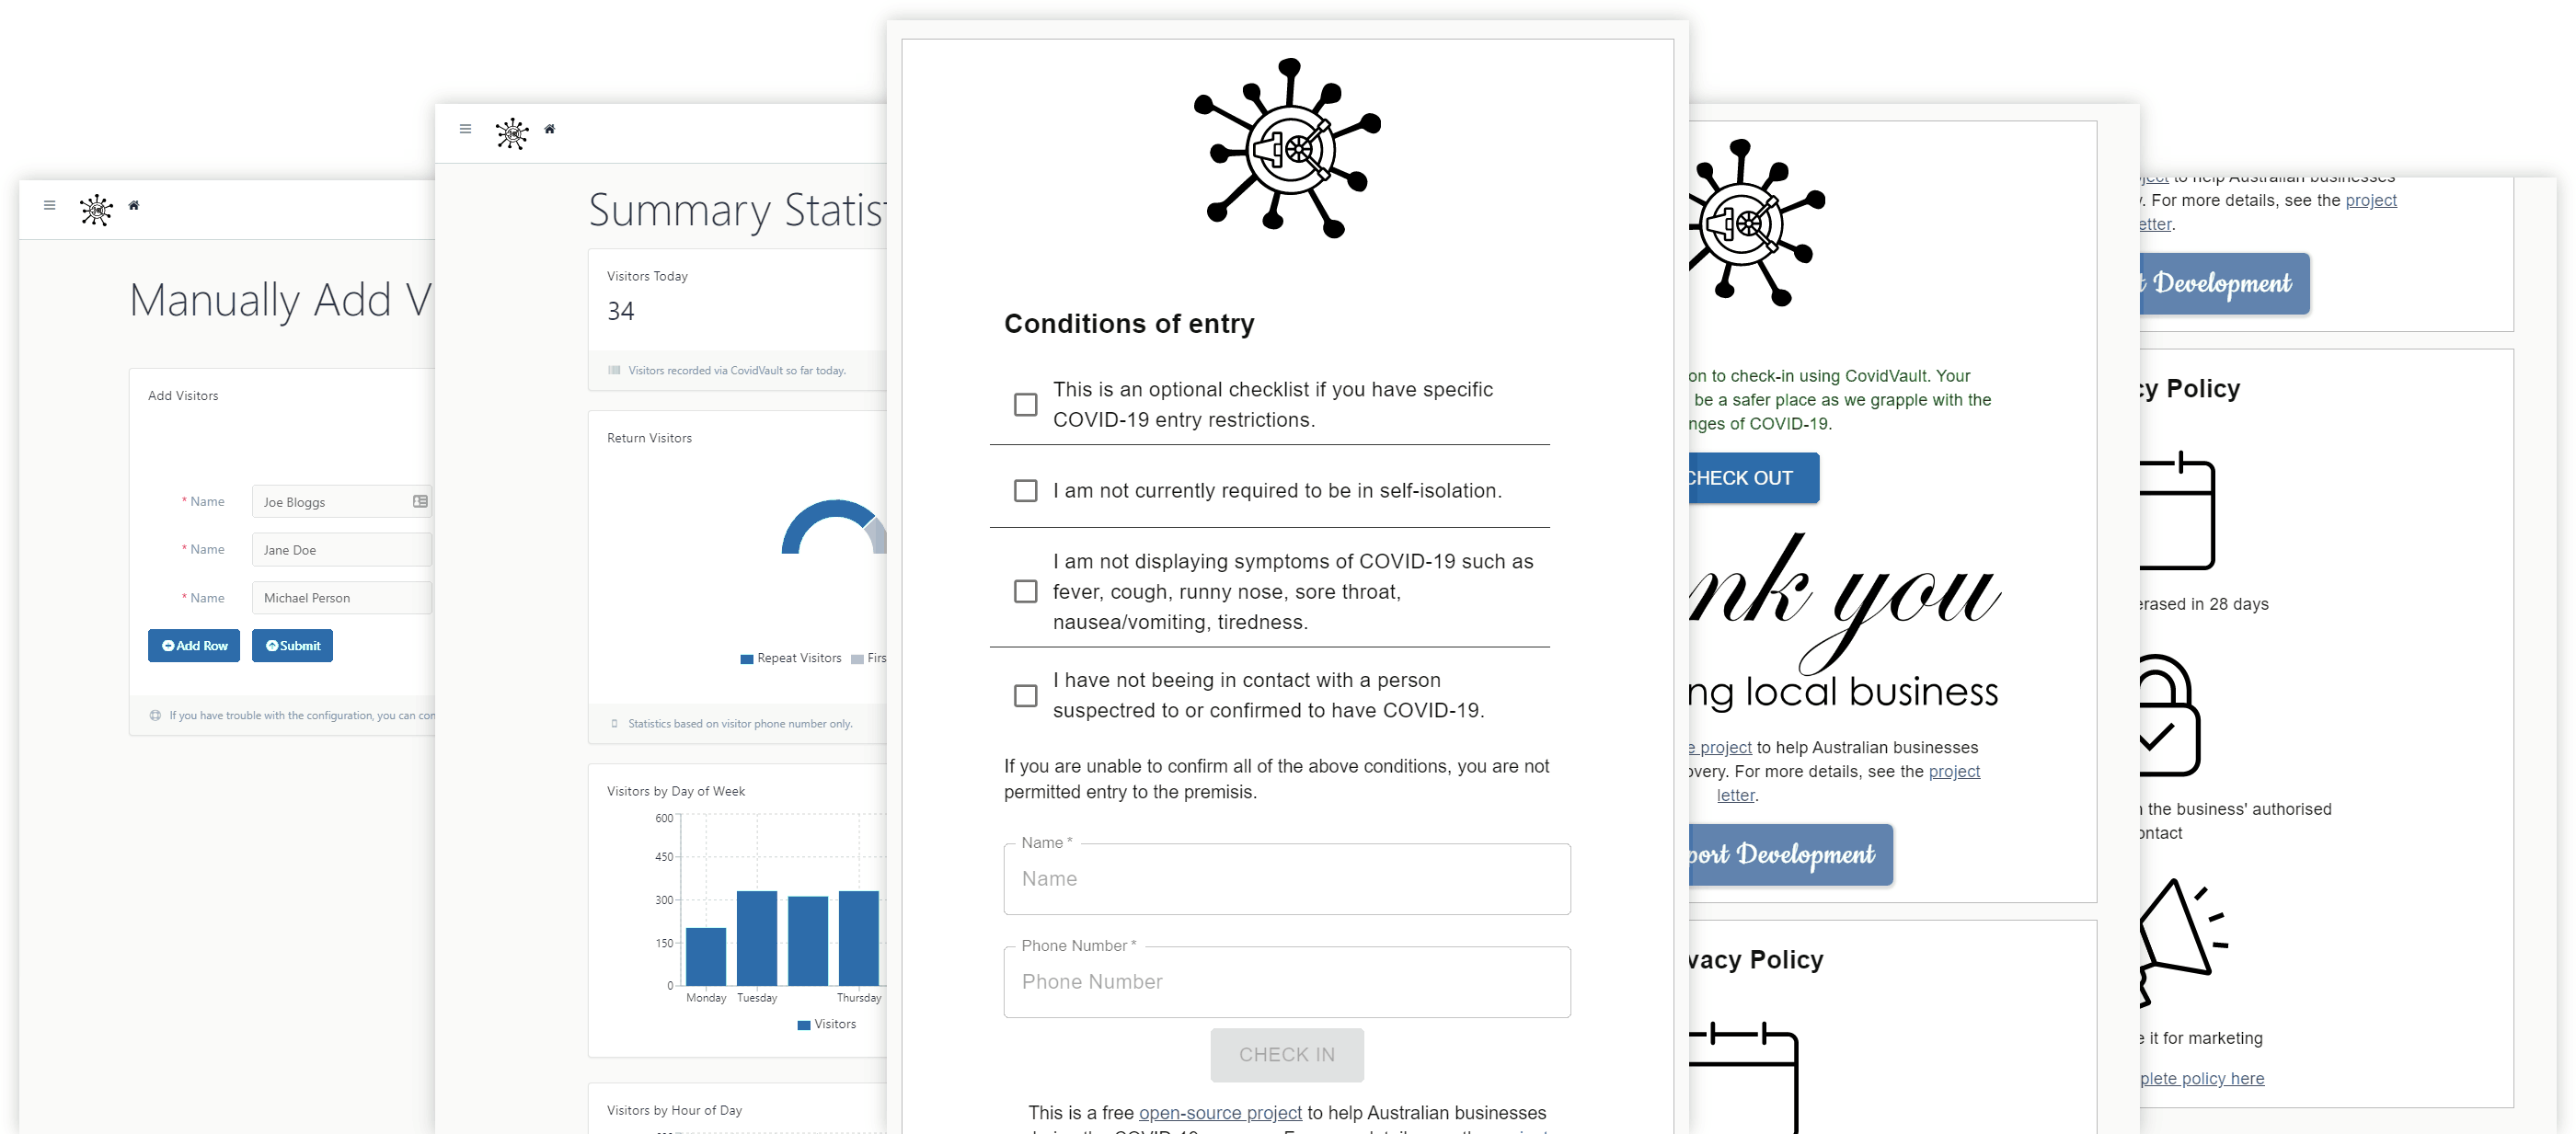 Manually Add V
Add Visitors
* Name
Joe Bloggs
* Name
Jane Doe
* Name
Michael Person
Add Row
Submit
If you have trouble with the configuration, you can con
Summary Statis
Visitors Today
34
Visitors recorded via CovidVault so far today.
Return Visitors
Repeat Visitors
Firs
Statistics based on visitor phone number only.
Visitors by Day of Week
600
450
300
150
0
Monday
Tuesday
Thursday
Visitors
Visitors by Hour of Day
Conditions of entry
This is an optional checklist if you have specific
COVID-19 entry restrictions.
I am not currently required to be in self-isolation.
I am not displaying symptoms of COVID-19 such as
fever, cough, runny nose, sore throat,
nausea/vomiting, tiredness.
I have not beeing in contact with a person
suspectred to or confirmed to have COVID-19.
If you are unable to confirm all of the above conditions, you are not
permitted entry to the premisis.
Name *
Name
Phone Number *
Phone Number
CHECK IN
This is a free open-source project to help Australian businesses
on to check-in using CovidVault. Your
be a safer place as we grapple with the
nges of COVID-19.
CHECK OUT
nk you
ng local business
e project to help Australian businesses
overy. For more details, see the project
letter.
port Development
vacy Policy
ject to help Australian businesses
y. For more details, see the project
etter.
t Development
cy Policy
erased in 28 days
n the business' authorised
ontact
e it for marketing
plete policy here